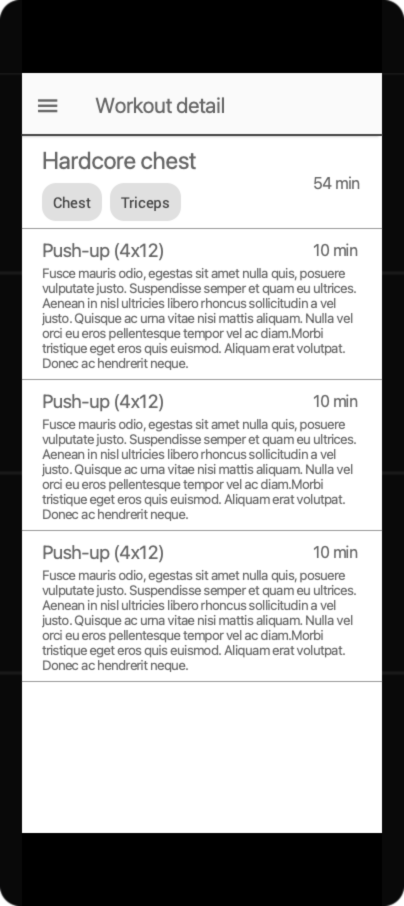 Workout detail
Hardcore chest
54 min
Chest Triceps
Push-up (4x12) 10 min
Fusce mauris odio, egestas sit amet nulla quis, posuere
vulputate justo. Suspendisse semper et quam eu ultrices.
Aenean in nisl ultricies libero rhoncus sollicitudin a vel
justo. Quisque ac urna vitae nisi mattis aliquam. Nulla vel
orci eu eros pellentesque tempor vel ac diam.Morbi
tristique eget eros quis euismod. Aliquam erat volutpat.
Donec ac hendrerit neque.
Push-up (4x12) 10 min
Fusce mauris odio, egestas sit amet nulla quis, posuere
vulputate justo. Suspendisse semper et quam eu ultrices.
Aenean in nisl ultricies libero rhoncus sollicitudin a vel
justo. Quisque ac urna vitae nisi mattis aliquam. Nulla vel
orci eu eros pellentesque tempor vel ac diam.Morbi
tristique eget eros quis euismod. Aliquam erat volutpat.
Donec ac hendrerit neque.
Push-up (4x12) 10 min
Fusce mauris odio, egestas sit amet nulla quis, posuere
vulputate justo. Suspendisse semper et quam eu ultrices.
Aenean in nisl ultricies libero rhoncus sollicitudin a vel
justo. Quisque ac urna vitae nisi mattis aliquam. Nulla vel
orci eu eros pellentesque tempor vel ac diam.Morbi
tristique eget eros quis euismod. Aliquam erat volutpat.
Donec ac hendrerit neque.